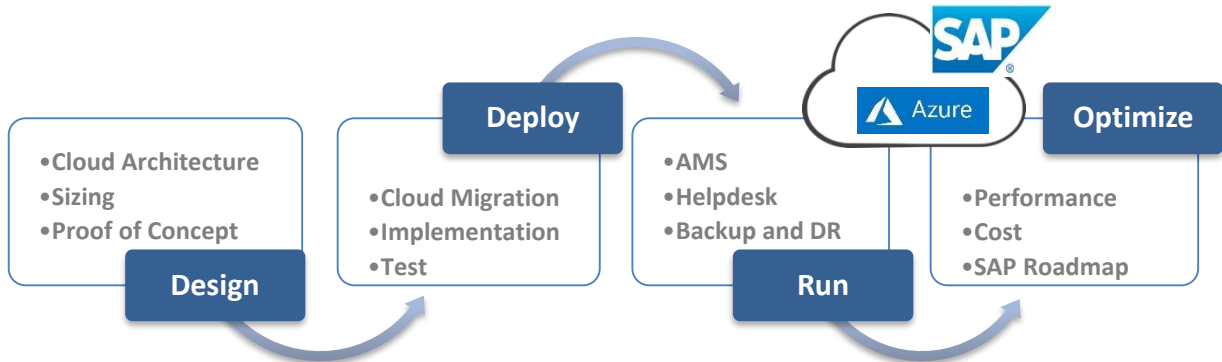 •Cloud Architecture
•Sizing
•Proof of Concept
Design
Deploy
•Cloud Migration
•Implementation
•Test
•AMS
•Helpdesk
•Backup and DR
Run
SAP
®
Azure
Optimize
•Performance
•Cost
•SAP Roadmap